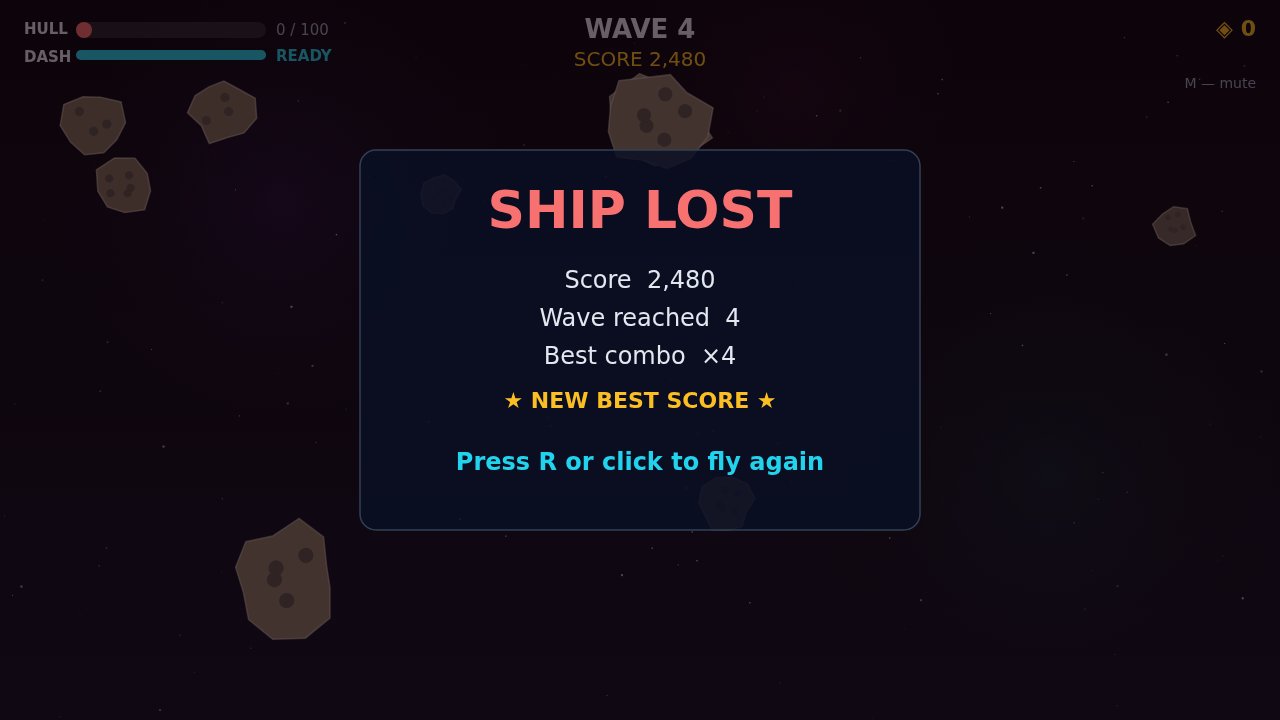 HULL 0 / 100
DASH READY
WAVE 4
SCORE 2,480
◈ 0
M — mute
SHIP LOST
Score 2,480
Wave reached 4
Best combo ×4
★ NEW BEST SCORE ★
Press R or click to fly again